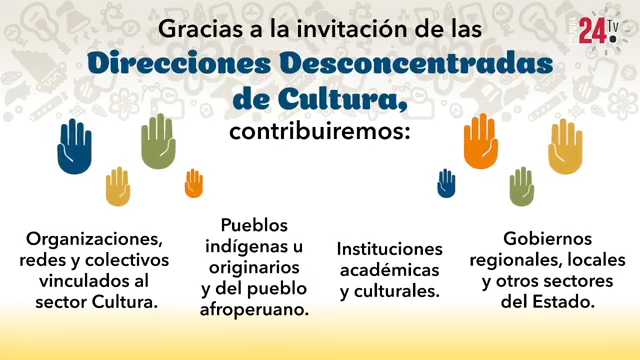 Gracias a la invitación de las
Direcciones Desconcentradas
de Cultura,
contribuiremos:
24.Tv
Organizaciones,
redes y colectivos
vinculados al
sector Cultura.
Pueblos
indígenas u
originarios
y del pueblo
afroperuano.
Instituciones
académicas
y culturales.
Gobiernos
regionales, locales
y otros sectores
del Estado.